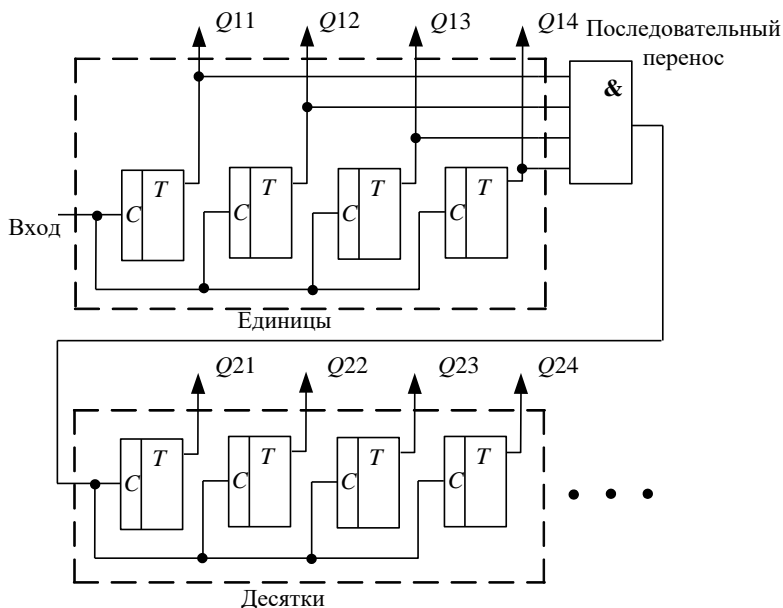 Q11 Q12 Q13 Q14 Последовательный
перенос
&
T T T T
C C C C
Вход
Единицы
Q21 Q22 Q23 Q24
T T T T
C C C C
Десятки